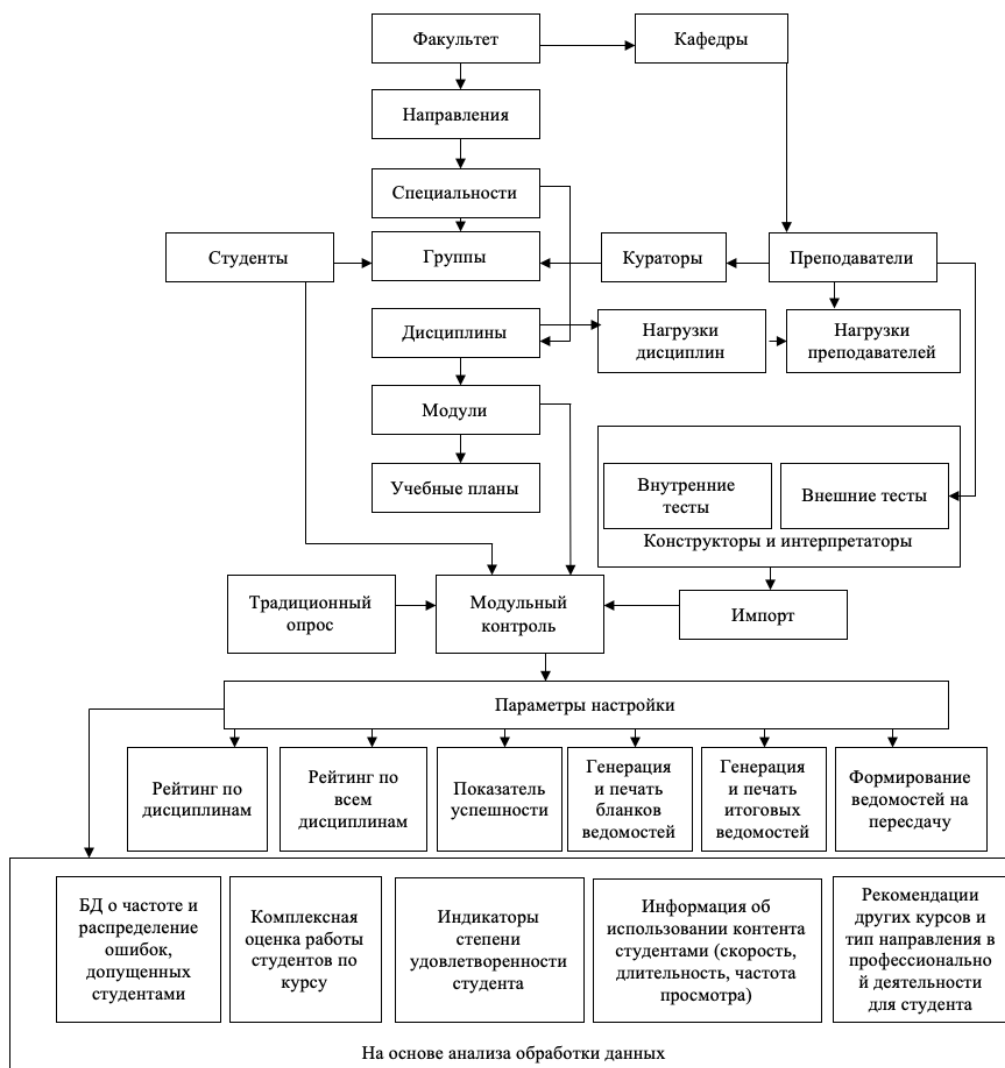 Факультет
Кафедры
Направления
Специальности
Студенты
Группы
Кураторы
Преподаватели
Дисциплины
Нагрузки
дисциплин
Нагрузки
преподавателей
Модули
Учебные планы
Внутренние
тесты
Внешние тесты
Конструкторы и интерпретаторы
Традиционный
опрос
Модульный
контроль
Импорт
Параметры настройки
Рейтинг по
дисциплинам
Рейтинг по
всем
дисциплинам
Показатель
успешности
Генерация
и печать
бланков
ведомостей
Генерация
и печать
итоговых
ведомостей
Формирование
ведомостей на
пересдачу
БД о частоте и
распределение
ошибок,
допущенных
студентами
Комплексная
оценка работы
студентов по
курсу
Индикаторы
степени
удовлетворенности
студента
Информация об
использовании контента
студентами (скорость,
длительность, частота
просмотра)
Рекомендации
других курсов и
тип направления в
профессионально
й деятельности
для студента
На основе анализа обработки данных